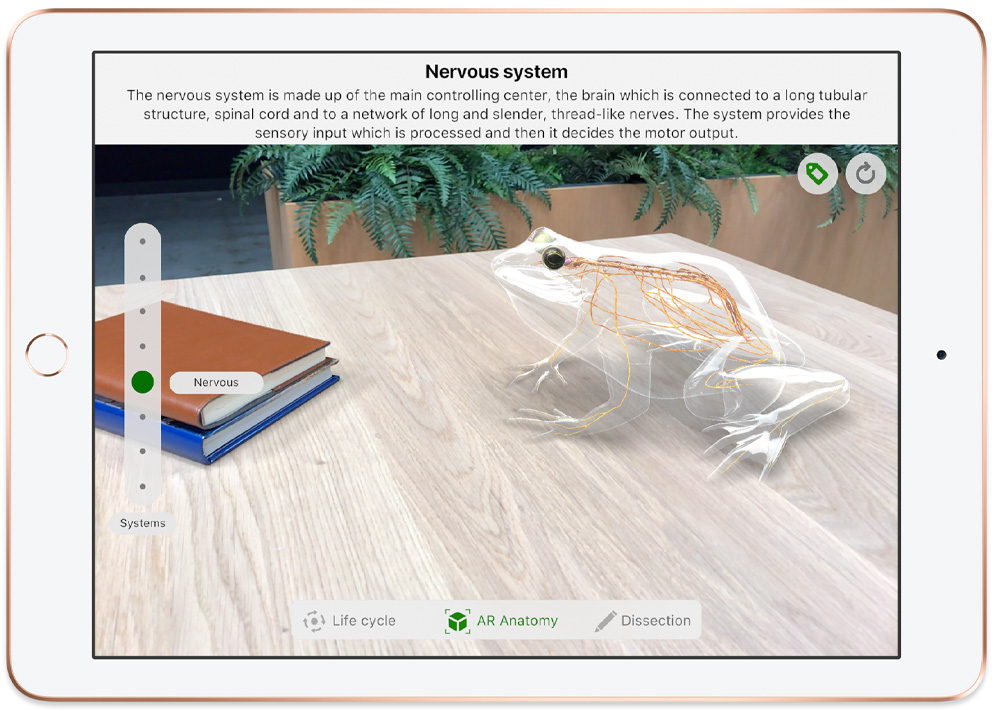 Nervous system
The nervous system is made up of the main controlling center, the brain which is connected to a long tubular
structure, spinal cord and to a network of long and slender, thread-like nerves. The system provides the
sensory input which is processed and then it decides the motor output.
Nervous
Systems
Life cycle
AR Anatomy
Dissection